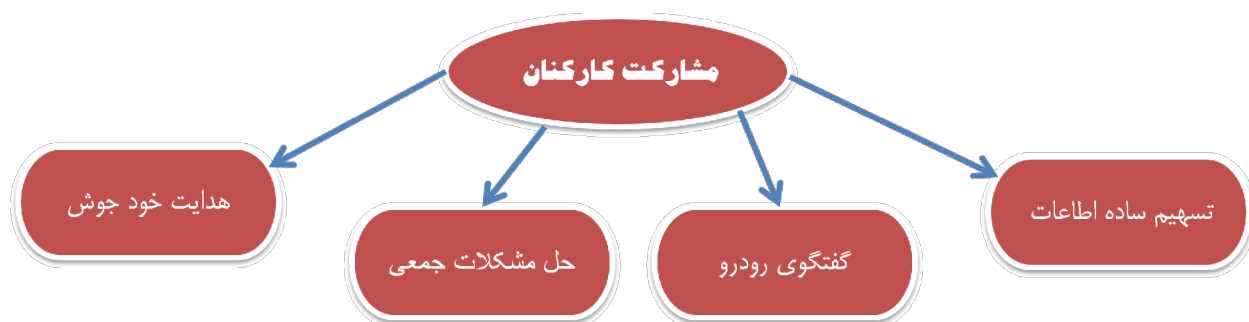 مشارکت کارکنان
تسهیم ساده اطاعات
گفتگوی رودرو
حل مشکلات جمعی
هدایت خود جوش